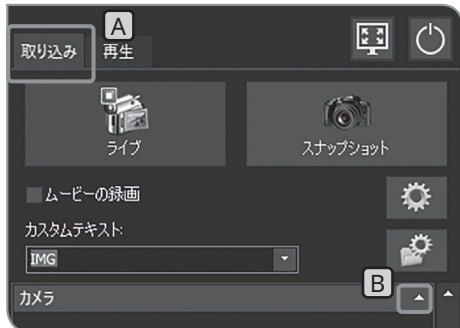 A
取り込み 再生
ライブ スナップショット
ムービーの録画
カスタムテキスト:
IMG
B
カメラ